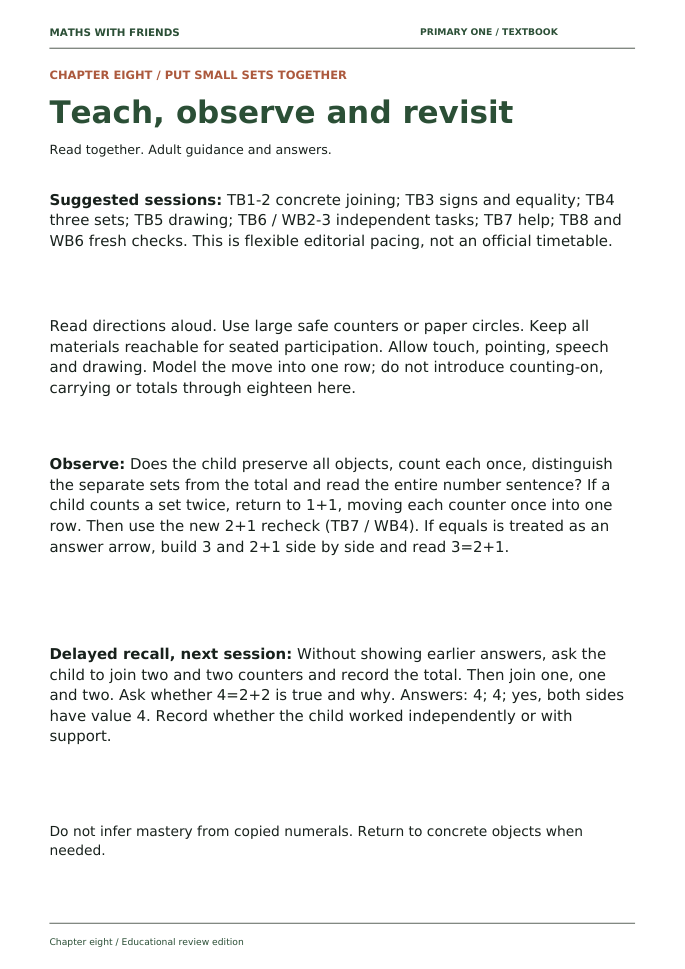 MATHS WITH FRIENDS
PRIMARY ONE / TEXTBOOK
CHAPTER EIGHT / PUT SMALL SETS TOGETHER
Teach, observe and revisit
Read together. Adult guidance and answers.
Suggested sessions: TB1-2 concrete joining; TB3 signs and equality; TB4
three sets; TB5 drawing; TB6 / WB2-3 independent tasks; TB7 help; TB8 and
WB6 fresh checks. This is flexible editorial pacing, not an official timetable.
Read directions aloud. Use large safe counters or paper circles. Keep all
materials reachable for seated participation. Allow touch, pointing, speech
and drawing. Model the move into one row; do not introduce counting-on,
carrying or totals through eighteen here.
Observe: Does the child preserve all objects, count each once, distinguish
the separate sets from the total and read the entire number sentence? If a
child counts a set twice, return to 1+1, moving each counter once into one
row. Then use the new 2+1 recheck (TB7 / WB4). If equals is treated as an
answer arrow, build 3 and 2+1 side by side and read 3=2+1.
Delayed recall, next session: Without showing earlier answers, ask the
child to join two and two counters and record the total. Then join one, one
and two. Ask whether 4=2+2 is true and why. Answers: 4; 4; yes, both sides
have value 4. Record whether the child worked independently or with
support.
Do not infer mastery from copied numerals. Return to concrete objects when
needed.
Chapter eight / Educational review edition